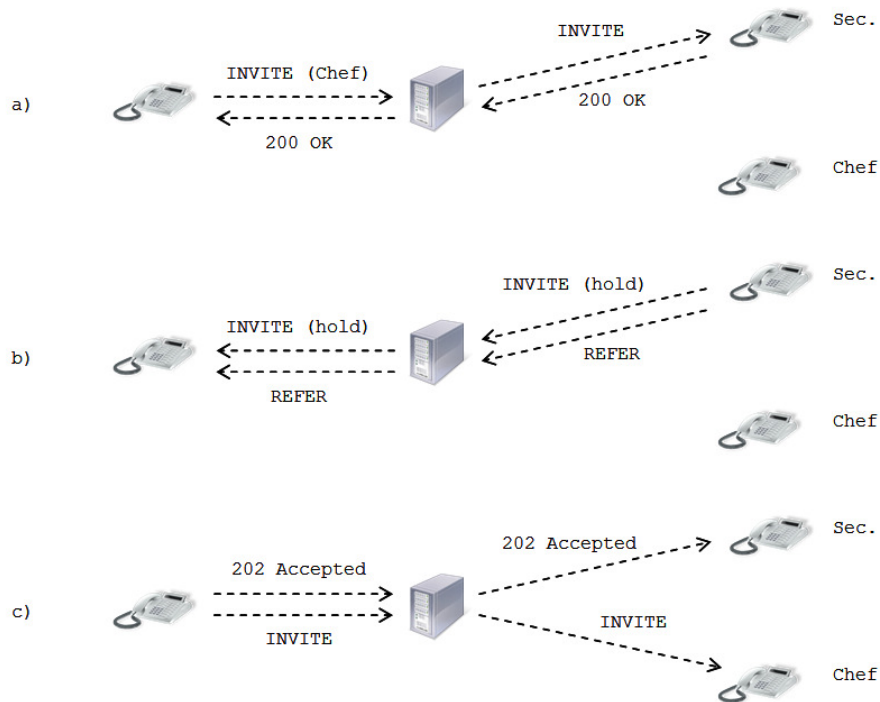 INVITE
Sec.
INVITE (Chef)
a)
200 OK
200 OK
Chef
Sec.
INVITE (hold)
INVITE (hold)
b)
REFER
REFER
Chef
Sec.
202 Accepted
202 Accepted
c)
INVITE
INVITE
Chef